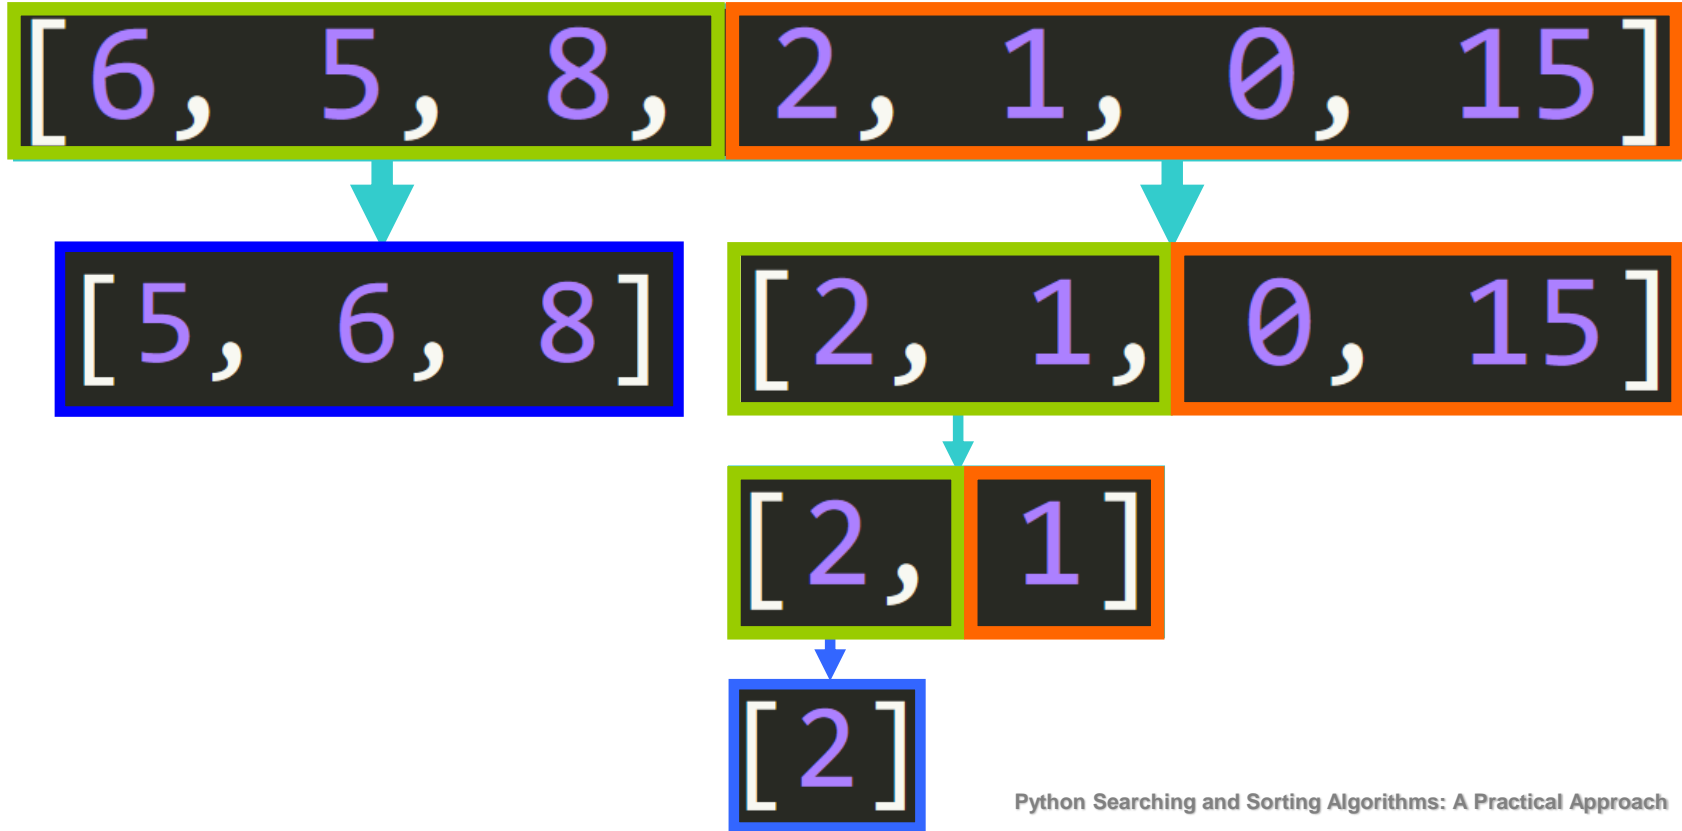 [6, 5, 8, 2, 1, 0, 15]
[5, 6, 8] [2, 1, 0, 15]
[2, 1]
[2]
Python Searching and Sorting Algorithms: A Practical Approach